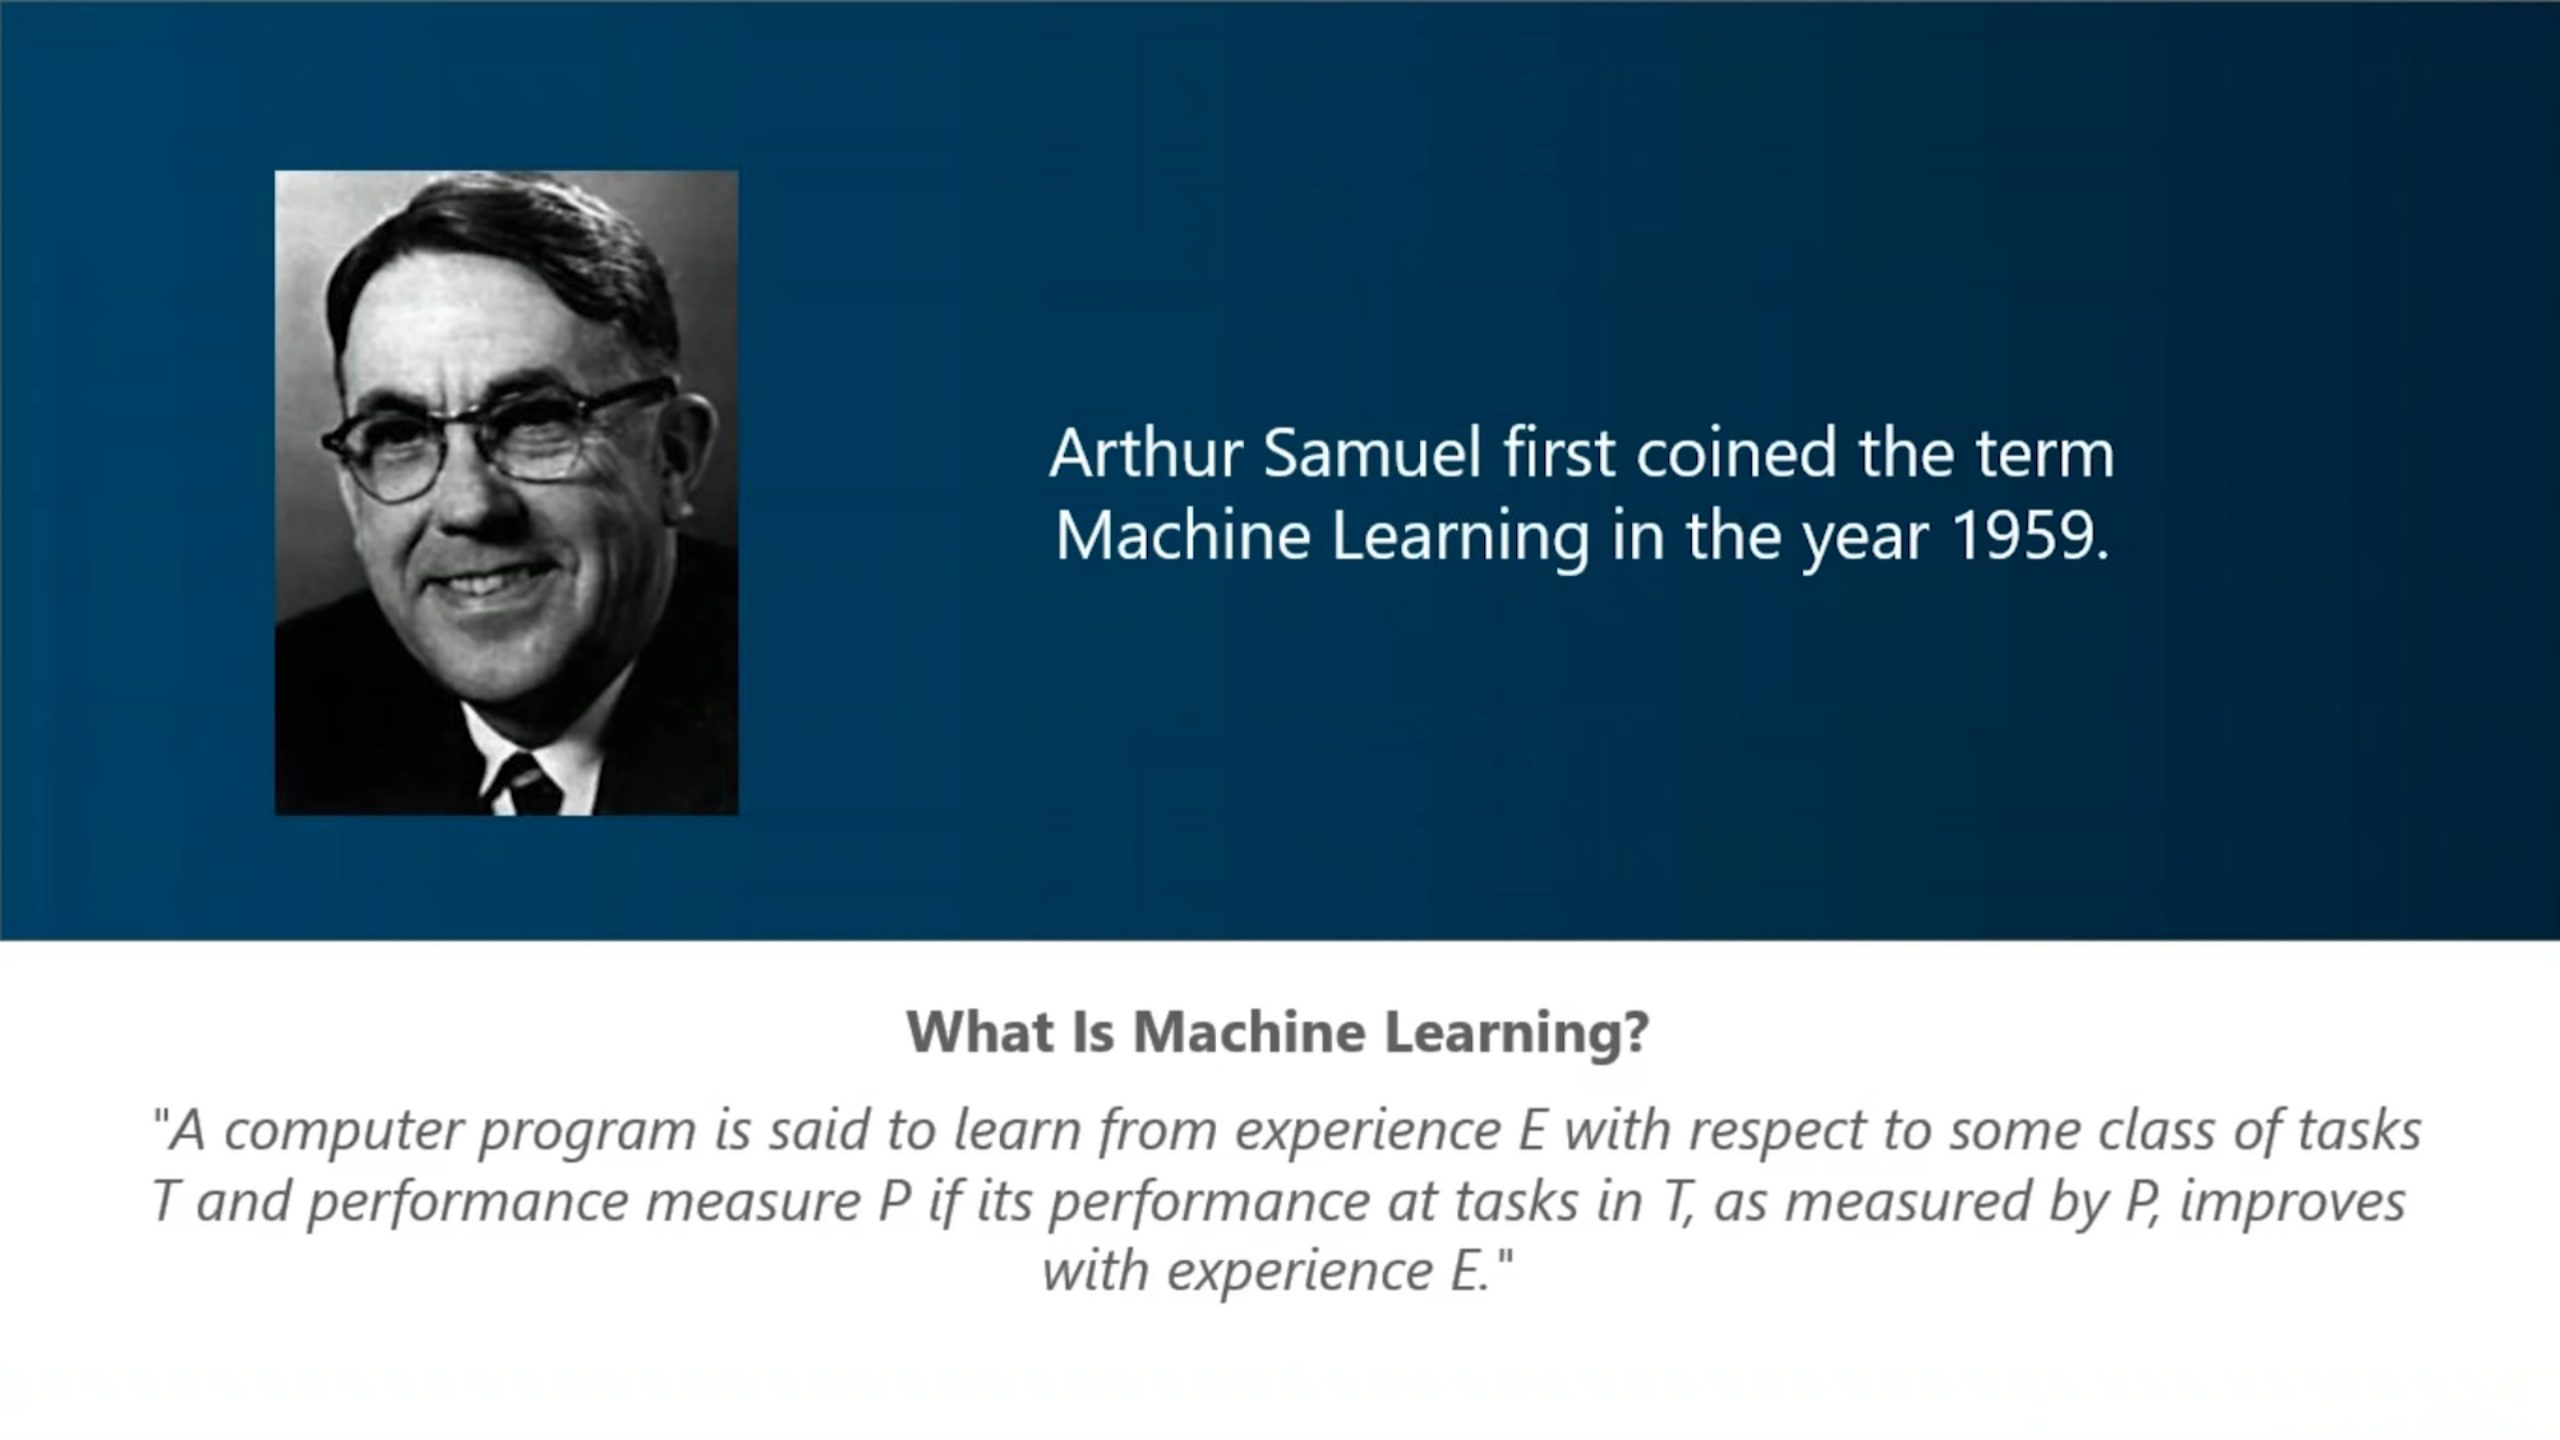 Arthur Samuel first coined the term
Machine Learning in the year 1959.
What Is Machine Learning?
"A computer program is said to learn from experience E with respect to some class of tasks
T and performance measure P if its performance at tasks in T, as measured by P, improves
with experience E."